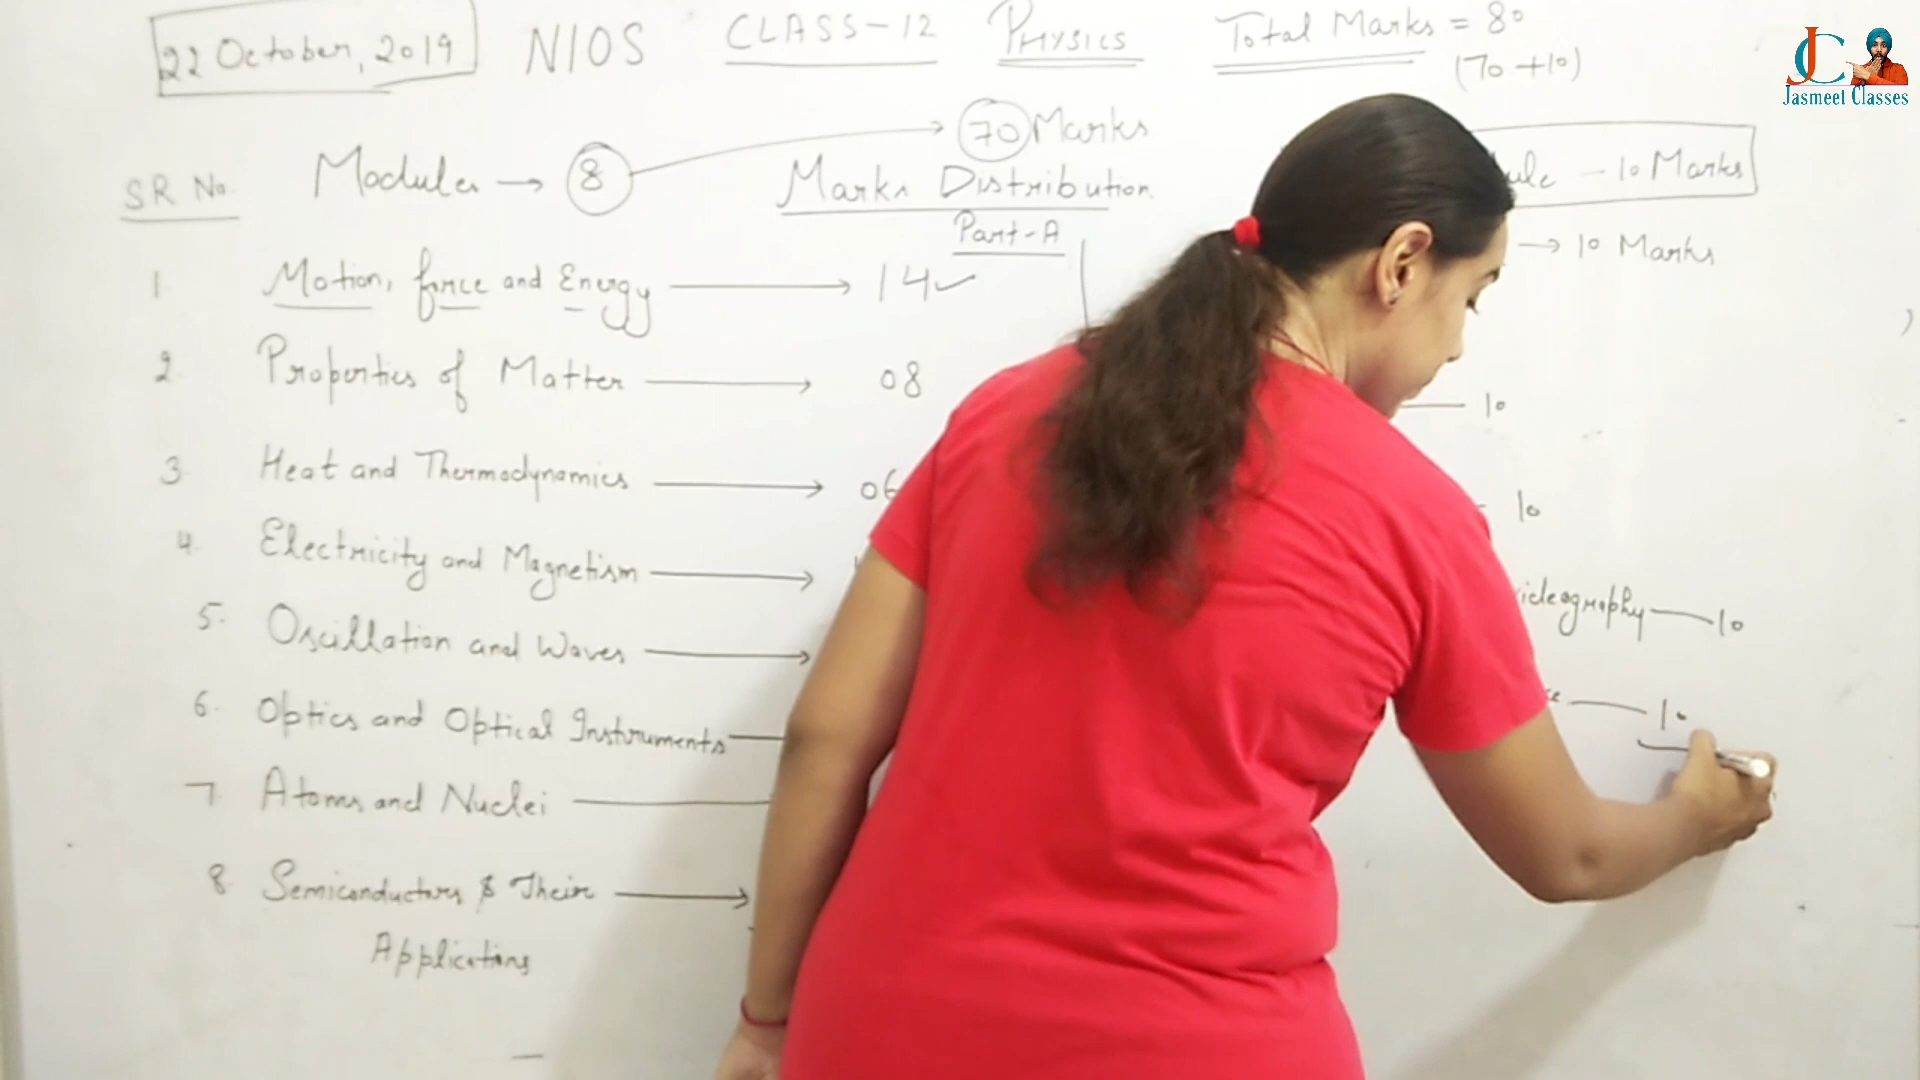 22 October, 2019 NIOS CLASS-12 PHYSICS Total Marks = 80
(70 +10)
JC
Jasmeet Classes
70 Marks
SR No. Modules → 8 Marks Distribution
– 10 Marks
Part-A
→ 10 Marks
1. Motion, force and Energy → 14 ✓
2. Properties of Matter → 08
10
3. Heat and Thermodynamics → 06
10
4. Electricity and Magnetism →
5. Oscillation and Waves →
10
6. Optics and Optical Instruments
10
7. Atoms and Nuclei
8. Semiconductors & Their →
Applications